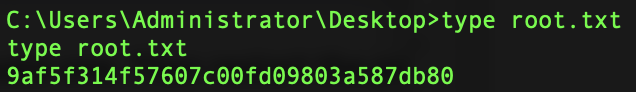 C:\Users\Administrator\Desktop>type root.txt
type root.txt
9af5f314f57607c00fd09803a587db80